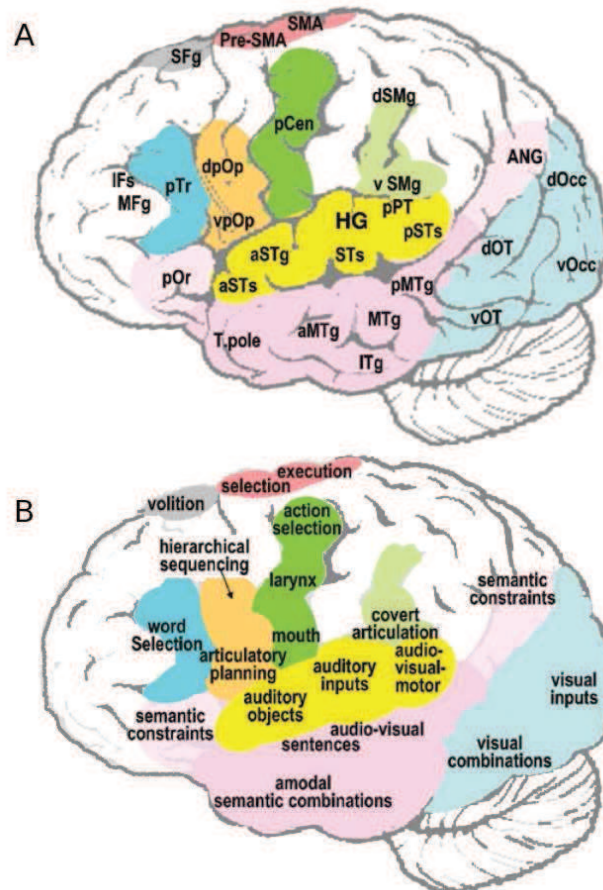 A
SMA
Pre-SMA
SFg
dSMg
pCen
ANG
dpOp
dOcc
IFs
pTr
MFg
v SMg
pPT
HG
vpOp
pSTs
dOT
aSTg
STs
vOcc
pOr
aSTs
pMTg
vOT
MTg
aMTg
T.pole
ITg
B
execution
selection
volition
action
selection
hierarchical
sequencing
semantic
constraints
larynx
covert
articulation
word
Selection
mouth
articulatory
planning
auditory
inputs
audio-
visual-
motor
visual
inputs
auditory
objects
semantic
constraints
audio-visual
sentences
visual
combinations
amodal
semantic combinations